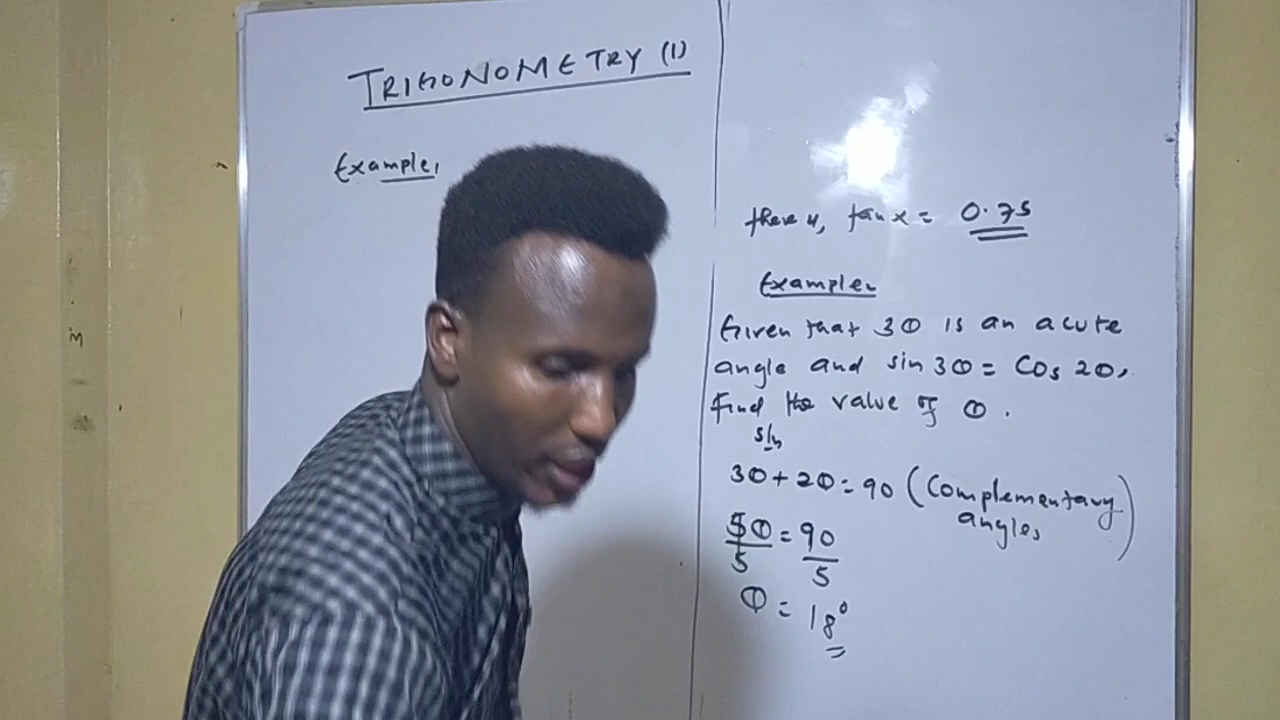 TRIGONOMETRY (1)
Example,
tan x = 0.75
Example
Given that 3θ is an acute
angle and sin 3θ = Cos 2θ,
find the value of θ.
Sln
3θ + 2θ = 90 (Complementary
angles)
5θ = 90
5 5
θ = 18°